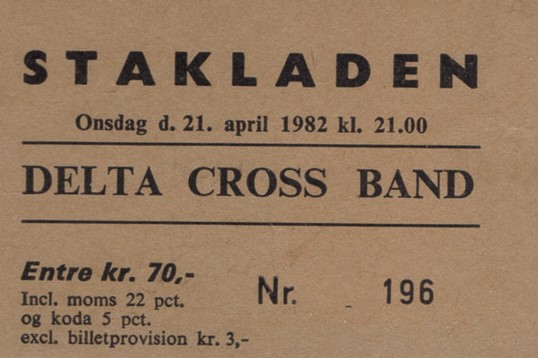 STAKLADEN
Onsdag d. 21. april 1982 kl. 21.00
DELTA CROSS BAND
Entre kr. 70,-
Nr. 196
Incl. moms 22 pct.
og koda 5 pct.
excl. billetprovision kr. 3,-